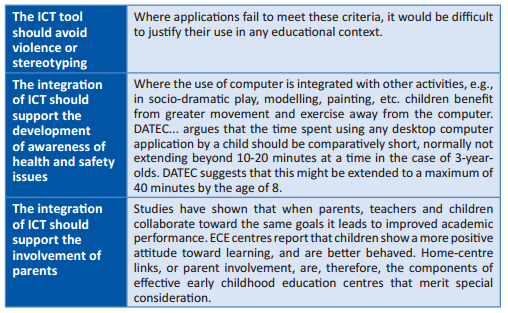 The ICT tool
should avoid
violence or
stereotyping
Where applications fail to meet these criteria, it would be difficult
to justify their use in any educational context.
The integration
of ICT should
support the
development
of awareness of
health and safety
issues
Where the use of computer is integrated with other activities, e.g.,
in socio-dramatic play, modelling, painting, etc. children benefit
from greater movement and exercise away from the computer.
DATEC... argues that the time spent using any desktop computer
application by a child should be comparatively short, normally not
extending beyond 10-20 minutes at a time in the case of 3-year-
olds. DATEC suggests that this might be extended to a maximum of
40 minutes by the age of 8.
The integration
of ICT should
support the
involvement of
parents
Studies have shown that when parents, teachers and children
collaborate toward the same goals it leads to improved academic
performance. ECE centres report that children show a more positive
attitude toward learning, and are better behaved. Home-centre
links, or parent involvement, are, therefore, the components of
effective early childhood education centres that merit special
consideration.